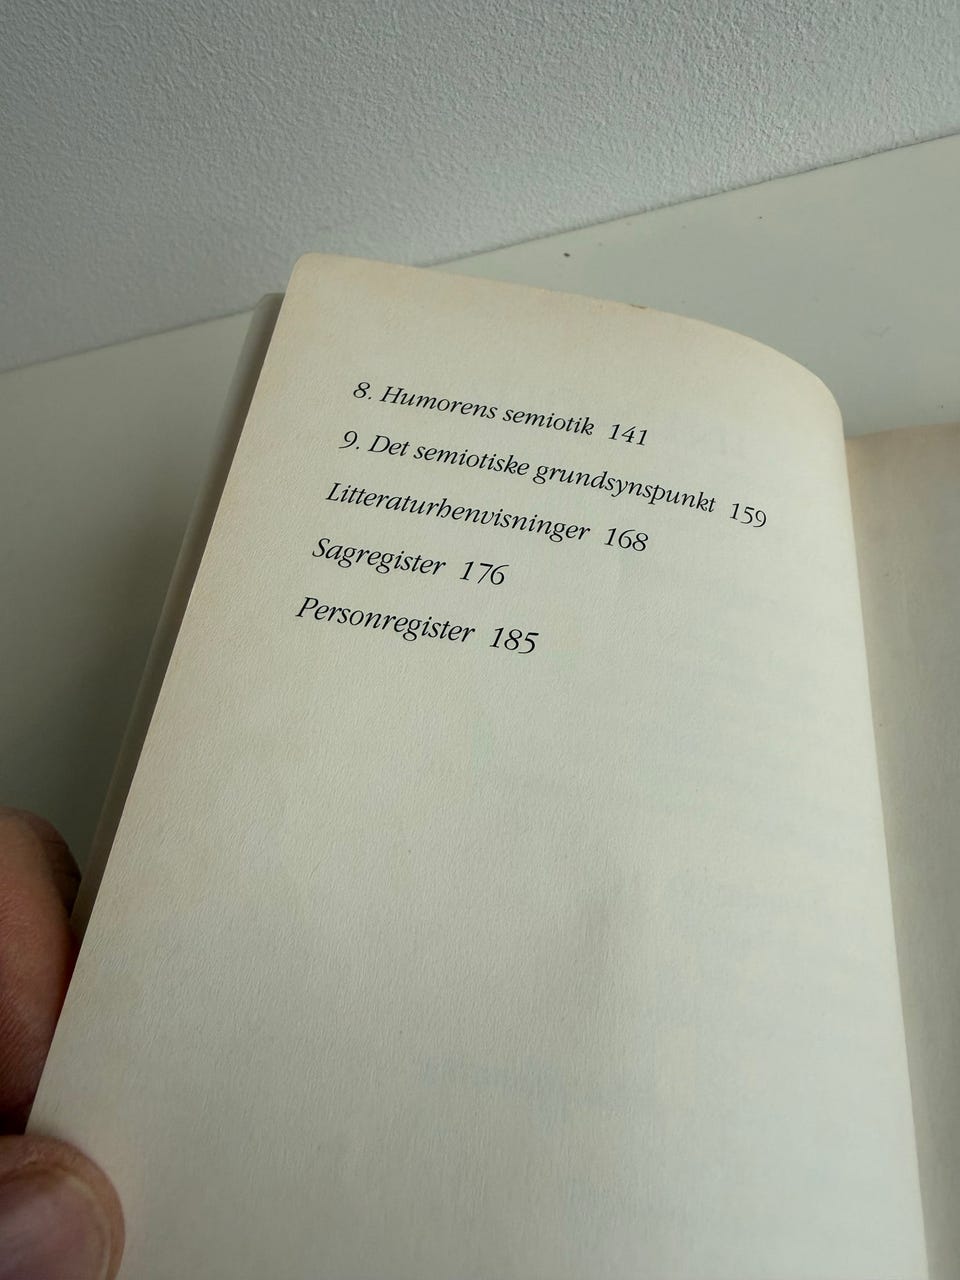 8. Humorens semiotik 141
9. Det semiotiske grundsynspunkt 159
Litteraturhenvisninger 168
Sagregister 176
Personregister 185